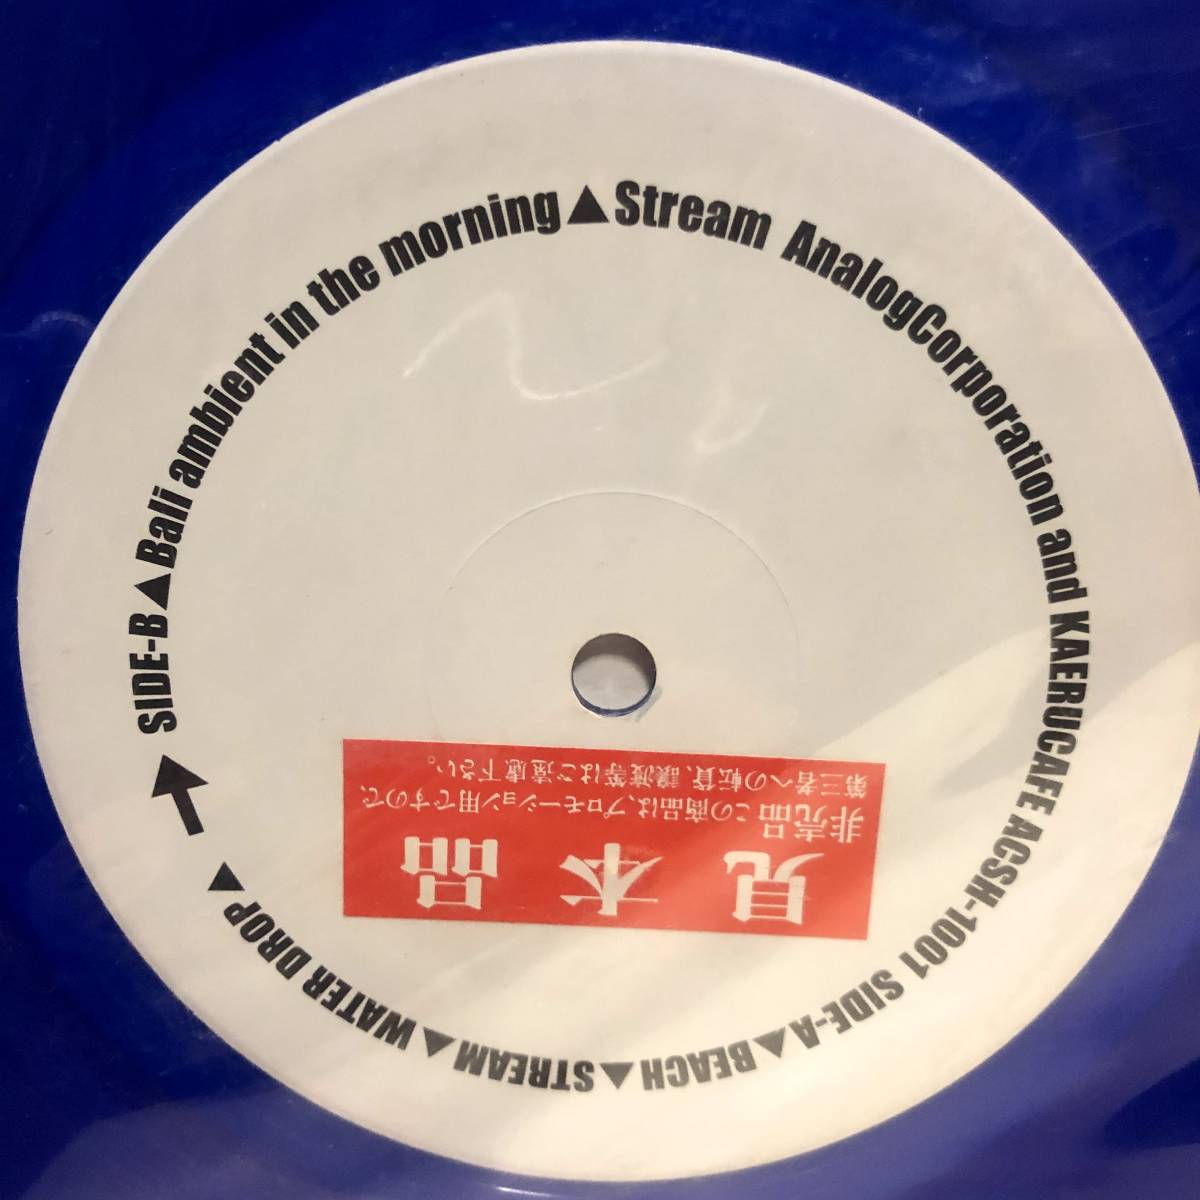 SIDE-B▲Bali ambient in the morning▲Stream AnalogCorporation and KAERUCAFE ACSH-1001 SIDE-A▲BEACH▲STREAM▲WATER DROP▲
見本品
非売品 この商品は、プロモーション用ですので、
第三者への転貸、譲渡等はご遠慮下さい。